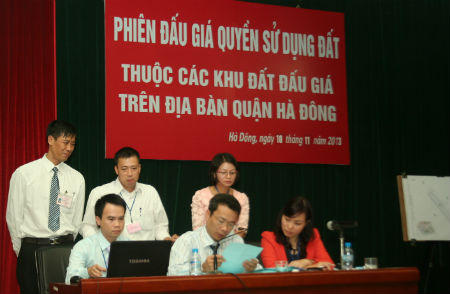 PHIÊN ĐẤU GIÁ QUYỀN SỬ DỤNG ĐẤT
THUỘC CÁC KHU ĐẤT ĐẤU GIÁ
TRÊN ĐỊA BÀN QUẬN HÀ ĐÔNG
Hà Đông, ngày 10 tháng 11 năm 2013
TOSHIBA